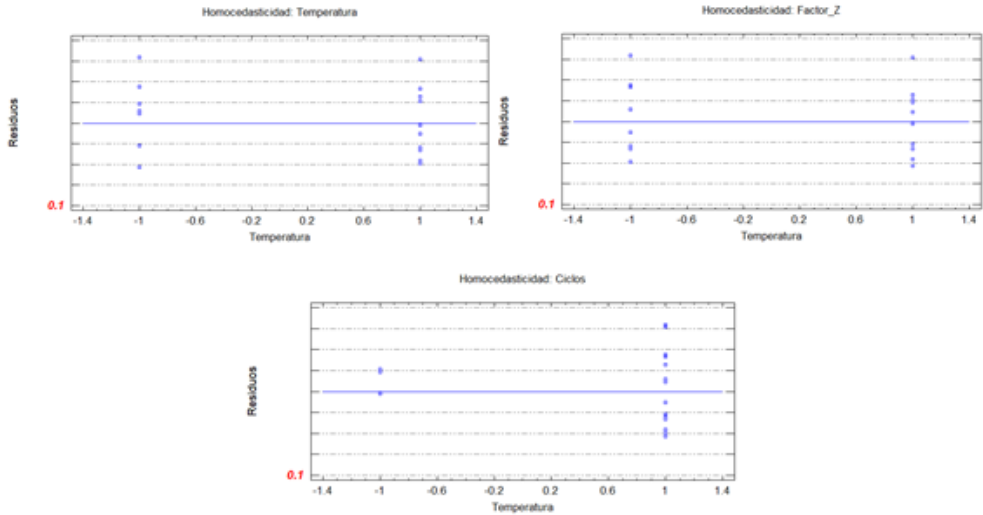 Homocedasticidad: Temperatura
Residuos
0.1
-1.4 -1 -0.6 -0.2 0.2 0.6 1 1.4
Temperatura
Homocedasticidad: Factor_Z
Residuos
0.1
-1.4 -1 -0.6 -0.2 0.2 0.6 1 1.4
Temperatura
Homocedasticidad: Ciclos
Residuos
0.1
-1.4 -1 -0.6 -0.2 0.2 0.6 1 1.4
Temperatura